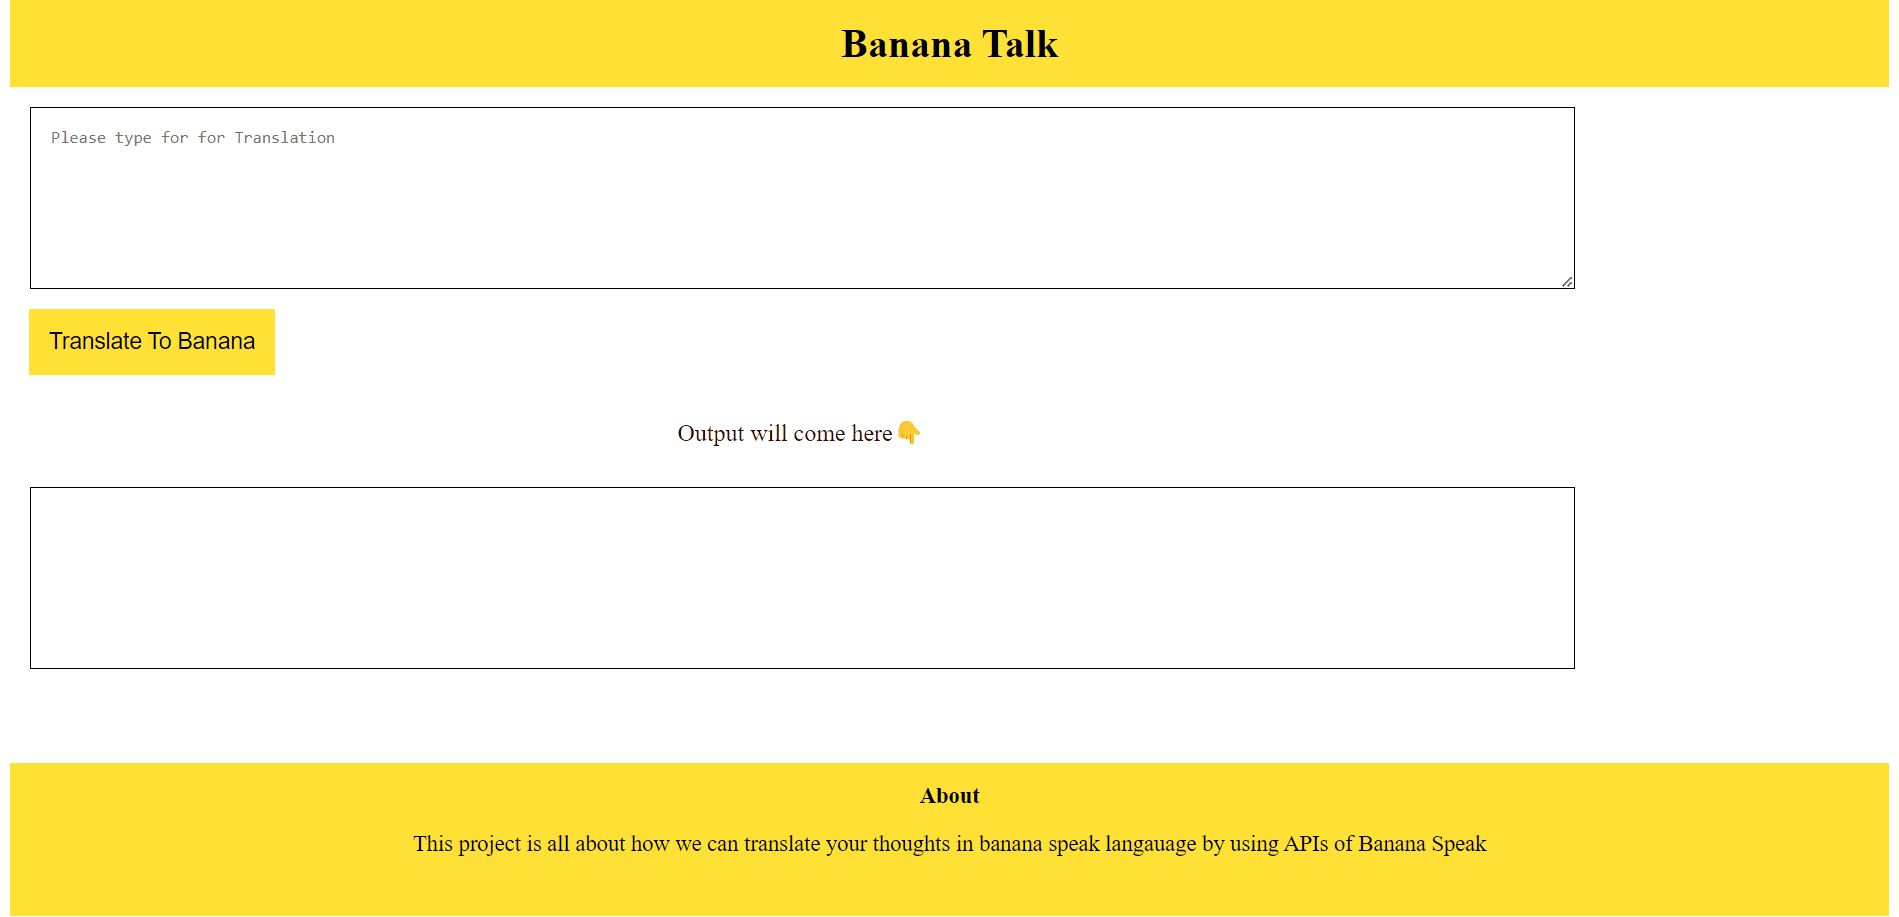 Banana Talk
Please type for for Translation
Translate To Banana
Output will come here👇
About
This project is all about how we can translate your thoughts in banana speak langauage by using APIs of Banana Speak